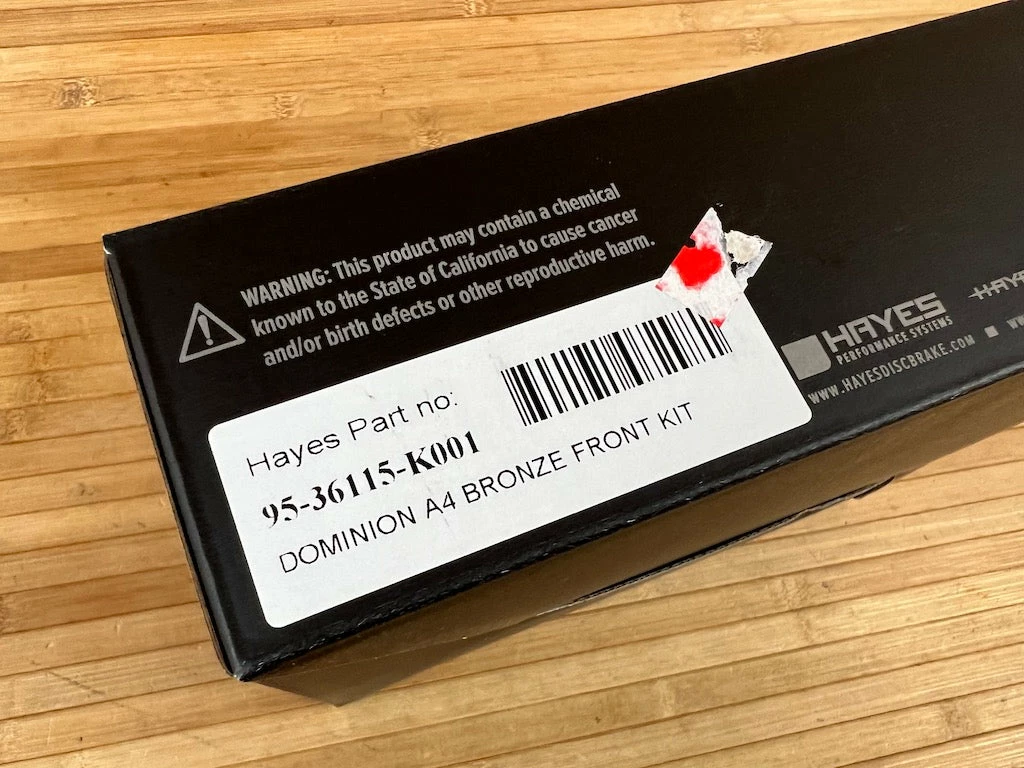 WARNING: This product may contain a chemical
known to the State of California to cause cancer
and/or birth defects or other reproductive harm.
Hayes Part no:
95-36115-K001
DOMINION A4 BRONZE FRONT KIT
HAYES
PERFORMANCE SYSTEMS
WWW.HAYESDISCBRAKE.COM